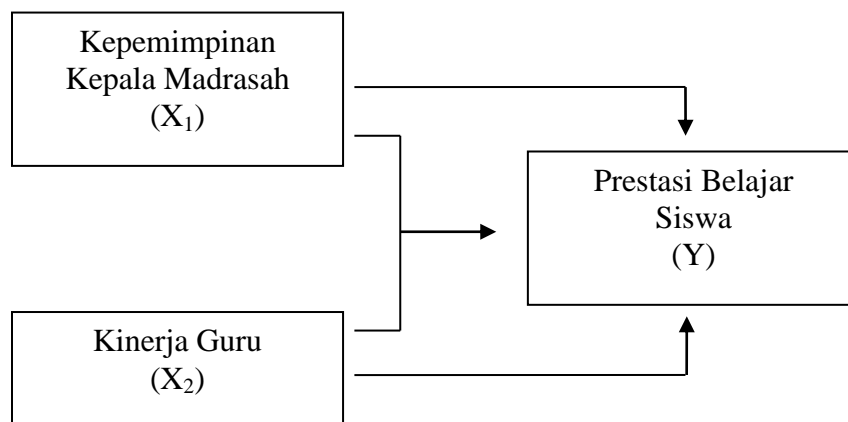 Kepemimpinan
Kepala Madrasah
(X₁)
Prestasi Belajar
Siswa
(Y)
Kinerja Guru
(X₂)